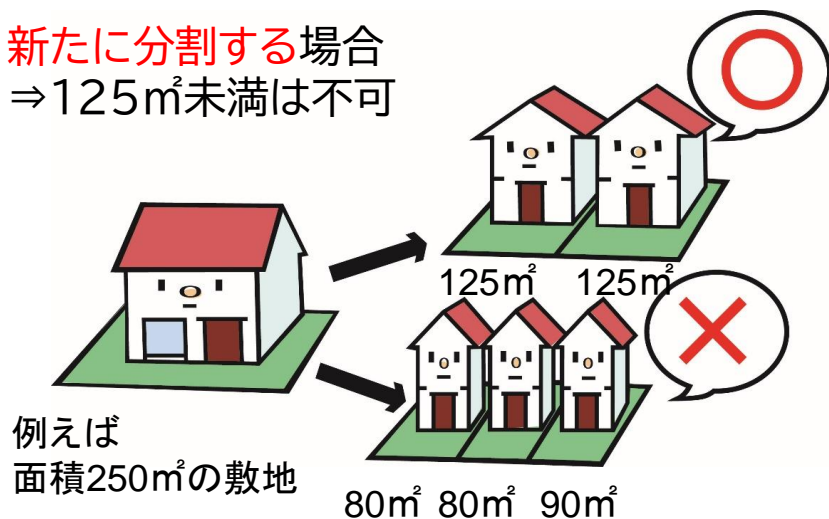 新たに分割する場合
⇒125㎡未満は不可
125㎡ 125㎡
例えば
面積250㎡の敷地
80㎡ 80㎡ 90㎡